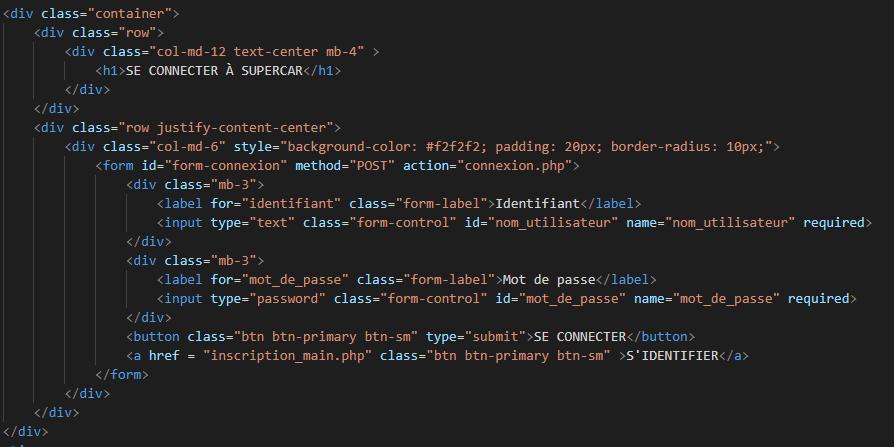 <div class="container">
<div class="row">
<div class="col-md-12 text-center mb-4" >
<h1>SE CONNECTER À SUPERCAR</h1>
</div>
</div>
<div class="row justify-content-center">
<div class="col-md-6" style="background-color: #f2f2f2; padding: 20px; border-radius: 10px;">
<form id="form-connexion" method="POST" action="connexion.php">
<div class="mb-3">
<label for="identifiant" class="form-label">Identifiant</label>
<input type="text" class="form-control" id="nom_utilisateur" name="nom_utilisateur" required>
</div>
<div class="mb-3">
<label for="mot_de_passe" class="form-label">Mot de passe</label>
<input type="password" class="form-control" id="mot_de_passe" name="mot_de_passe" required>
</div>
<button class="btn btn-primary btn-sm" type="submit">SE CONNECTER</button>
<a href = "inscription_main.php" class="btn btn-primary btn-sm" >S'IDENTIFIER</a>
</form>
</div>
</div>
</div>